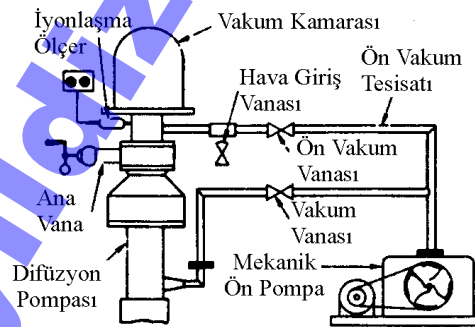 İyonlaşma
Ölçer
Vakum Kamarası
Hava Giriş
Vanası
Ön Vakum
Tesisatı
Ön Vakum
Vanası
Ana
Vana
Vakum
Vanası
Difüzyon
Pompası
Mekanik
Ön Pompa